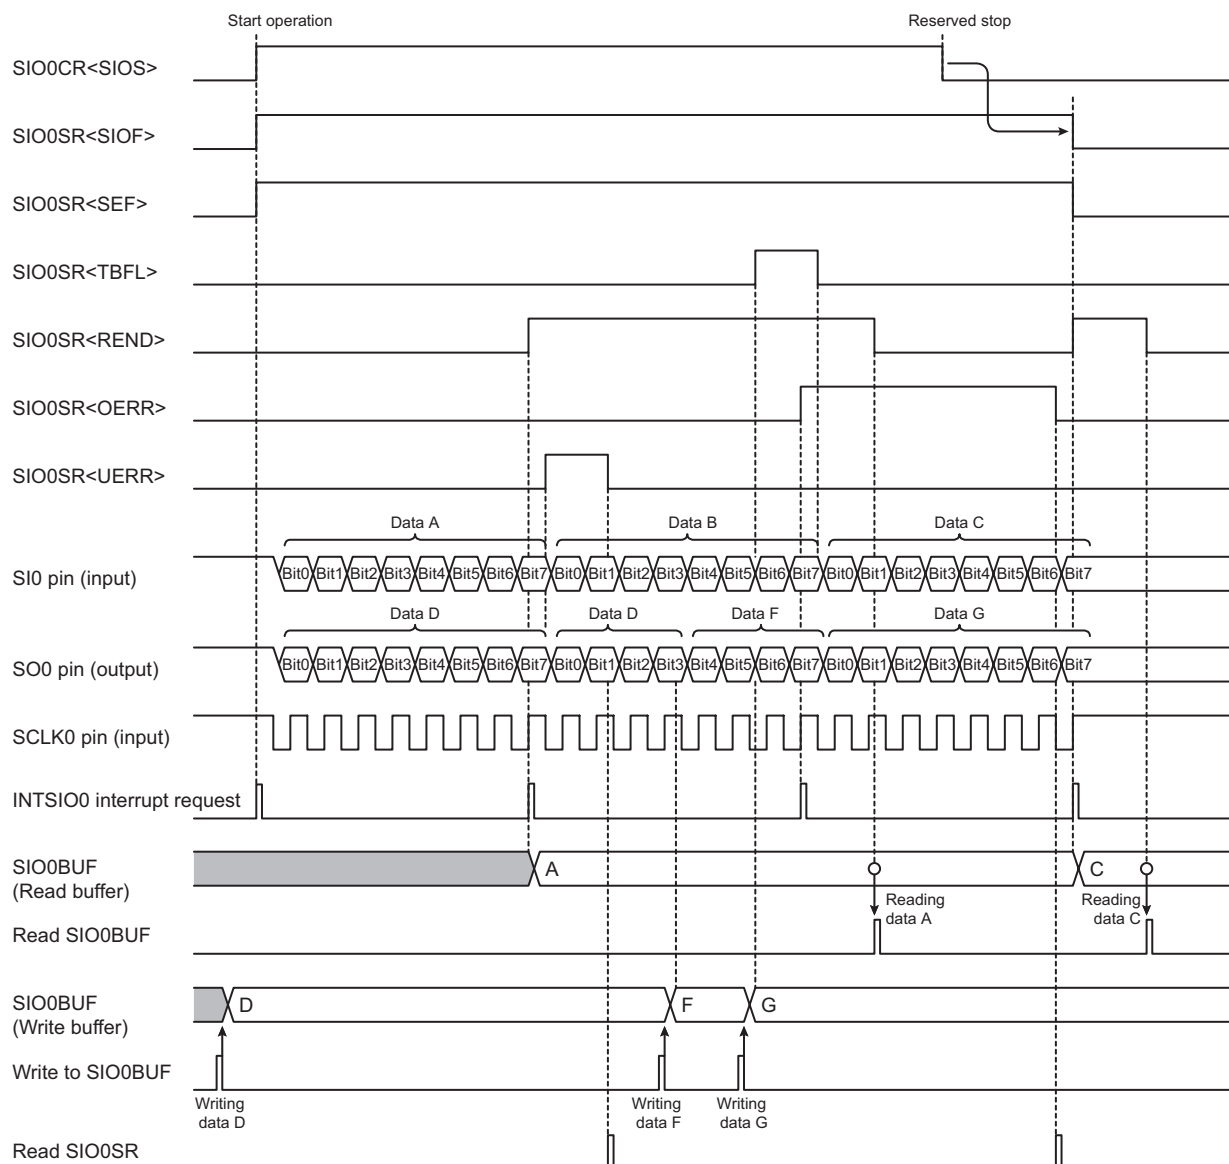 Start operation
Reserved stop
SIO0CR<SIOS>
SIO0SR<SIOF>
SIO0SR<SEF>
SIO0SR<TBFL>
SIO0SR<REND>
SIO0SR<OERR>
SIO0SR<UERR>
Data A Data B Data C
SI0 pin (input) Bit0 Bit1 Bit2 Bit3 Bit4 Bit5 Bit6 Bit7 Bit0 Bit1 Bit2 Bit3 Bit4 Bit5 Bit6 Bit7 Bit0 Bit1 Bit2 Bit3 Bit4 Bit5 Bit6 Bit7
Data D Data D Data F Data G
SO0 pin (output) Bit0 Bit1 Bit2 Bit3 Bit4 Bit5 Bit6 Bit7 Bit0 Bit1 Bit2 Bit3 Bit4 Bit5 Bit6 Bit7 Bit0 Bit1 Bit2 Bit3 Bit4 Bit5 Bit6 Bit7
SCLK0 pin (input)
INTSIO0 interrupt request
SIO0BUF
(Read buffer)
A
C
Reading
data A
Reading
data C
Read SIO0BUF
SIO0BUF
(Write buffer)
D
F
G
Write to SIO0BUF
Writing
data D
Writing
data F
Writing
data G
Read SIO0SR